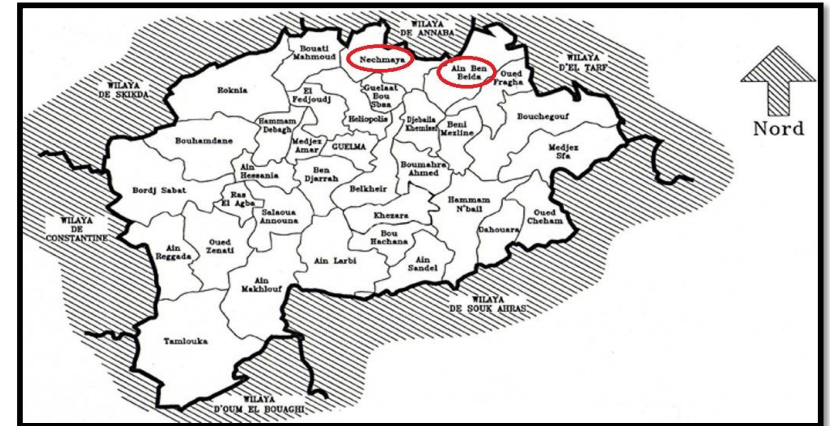 WILAYA
DE ANNABA
Bouati
Mahmoud
Nechmaya
WILAYA
D'EL TARF
Ain Ben
Beida
Oued
Fragha
WILAYA
DE SKIKDA
Roknia
El
Fedjoudj
Guelaat
Bou
Sbaa
Heliopolis
Hammam
Debagh
Djeballa
Khemissi
Beni
Mezline
Bouchegouf
Nord
Bouhamdane
Medjez
Amar
GUELMA
Medjez
Sfa
Ain
Hessania
Ben
Djarrah
Boumahra
Ahmed
Bordj Sabat
Ras
El Agba
Belkheir
Hammam
N'bail
Salaoua
Announa
Khezara
Oued
Cheham
WILAYA
DE
CONSTANTINE
Bou
Hachana
Dahouara
Ain
Reggada
Oued
Zenati
Ain Larbi
Ain
Sandel
Ain
Makhlouf
WILAYA
DE SOUK AHRAS
Tamlouka
WILAYA
D'OUM EL BOUAGHI